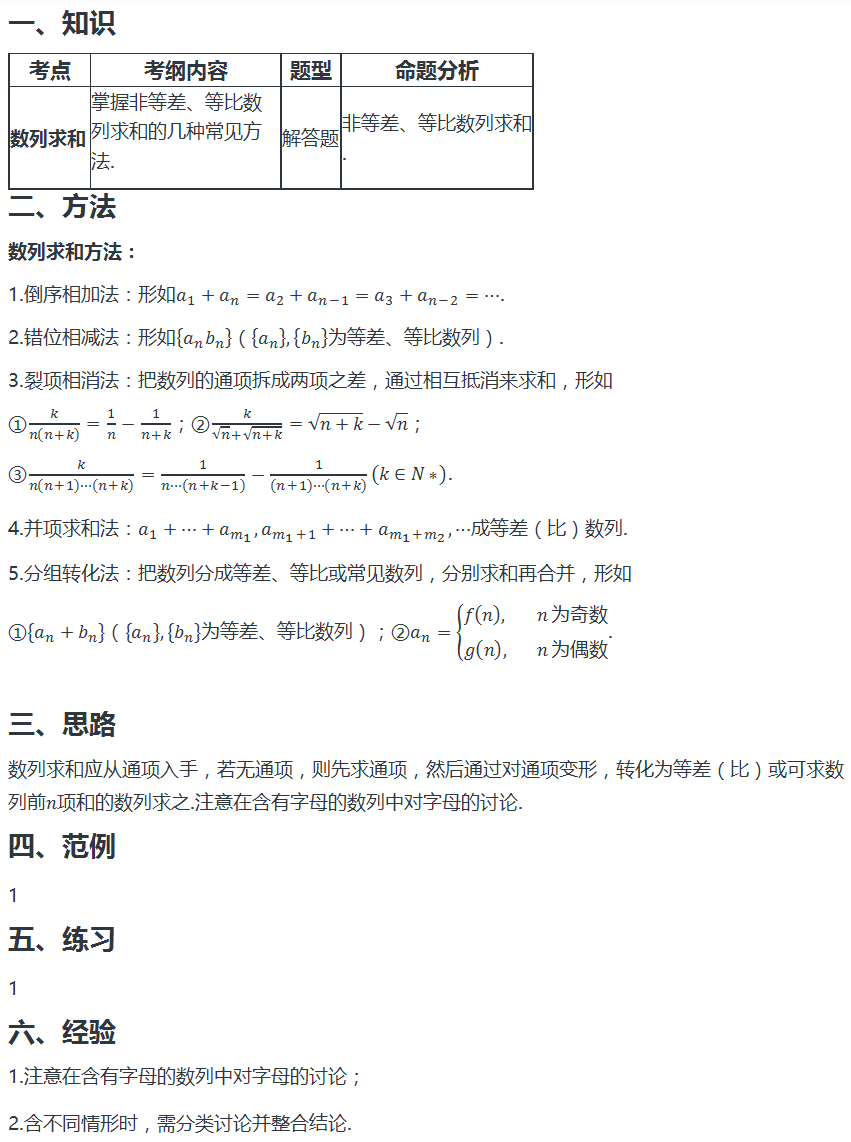 一、知识
考点 考纲内容 题型 命题分析
数列求和 掌握非等差、等比数列求和的几种常见方法. 解答题 非等差、等比数列求和.
二、方法
数列求和方法：
1.倒序相加法：形如$a_1+a_n=a_2+a_{n-1}=a_3+a_{n-2}=\cdots$.
2.错位相减法：形如$\{a_nb_n\}$（$\{a_n\},\{b_n\}$为等差、等比数列）.
3.裂项相消法：把数列的通项拆成两项之差，通过相互抵消来求和，形如
①$\frac{k}{n(n+k)}=\frac{1}{n}-\frac{1}{n+k}$；②$\frac{k}{\sqrt{n}+\sqrt{n+k}}=\sqrt{n+k}-\sqrt{n}$；
③$\frac{k}{n(n+1)\cdots(n+k)}=\frac{1}{n\cdots(n+k-1)}-\frac{1}{(n+1)\cdots(n+k)}(k\in N*)$.
4.并项求和法：$a_1+\cdots+a_{m_1},a_{m_1+1}+\cdots+a_{m_1+m_2},\cdots$成等差（比）数列.
5.分组转化法：把数列分成等差、等比或常见数列，分别求和再合并，形如
①$\{a_n+b_n\}$（$\{a_n\},\{b_n\}$为等差、等比数列）；②$a_n=\begin{cases}f(n), & n为奇数\\g(n), & n为偶数\end{cases}$.
三、思路
数列求和应从通项入手，若无通项，则先求通项，然后通过对通项变形，转化为等差（比）或可求数
列前$n$项和的数列求之.注意在含有字母的数列中对字母的讨论.
四、范例
1
五、练习
1
六、经验
1.注意在含有字母的数列中对字母的讨论；
2.含不同情形时，需分类讨论并整合结论.